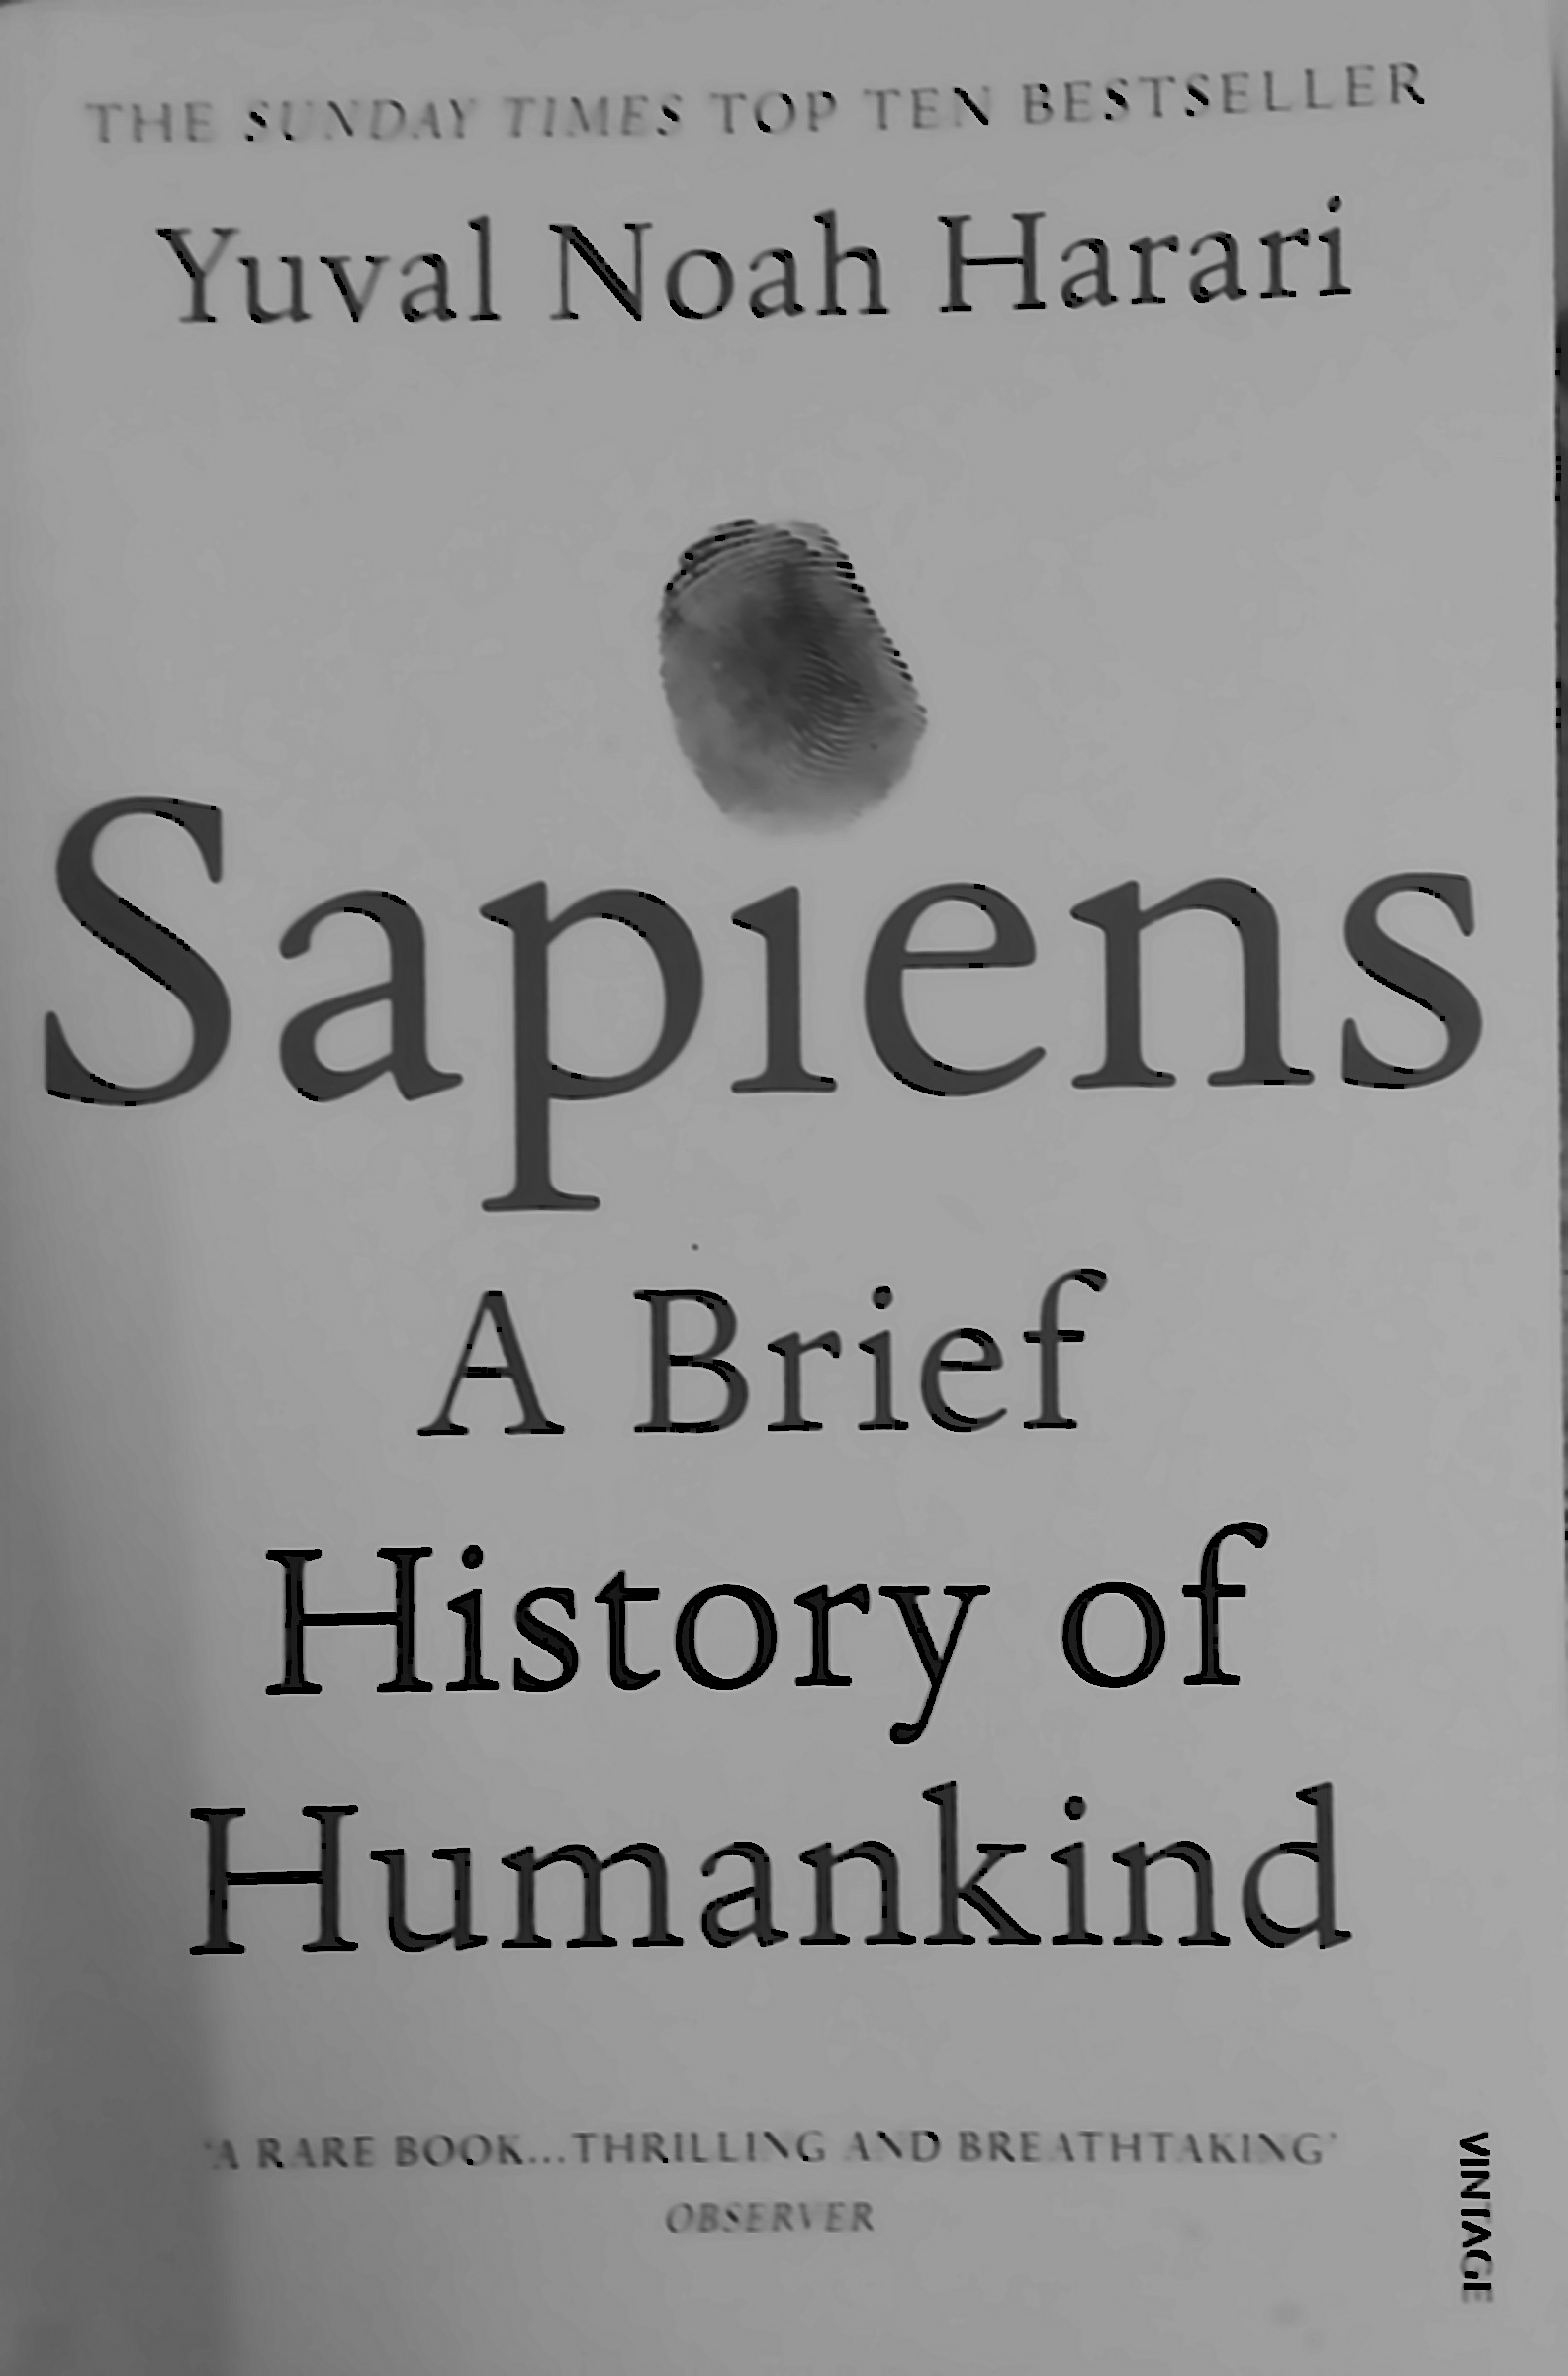 THE SUNDAY TIMES TOP TEN BESTSELLER
Yuval Noah Harari
Sapiens
A Brief
History of
Humankind
'A RARE BOOK...THRILLING AND BREATHTAKING'
OBSERVER
VINTAGE